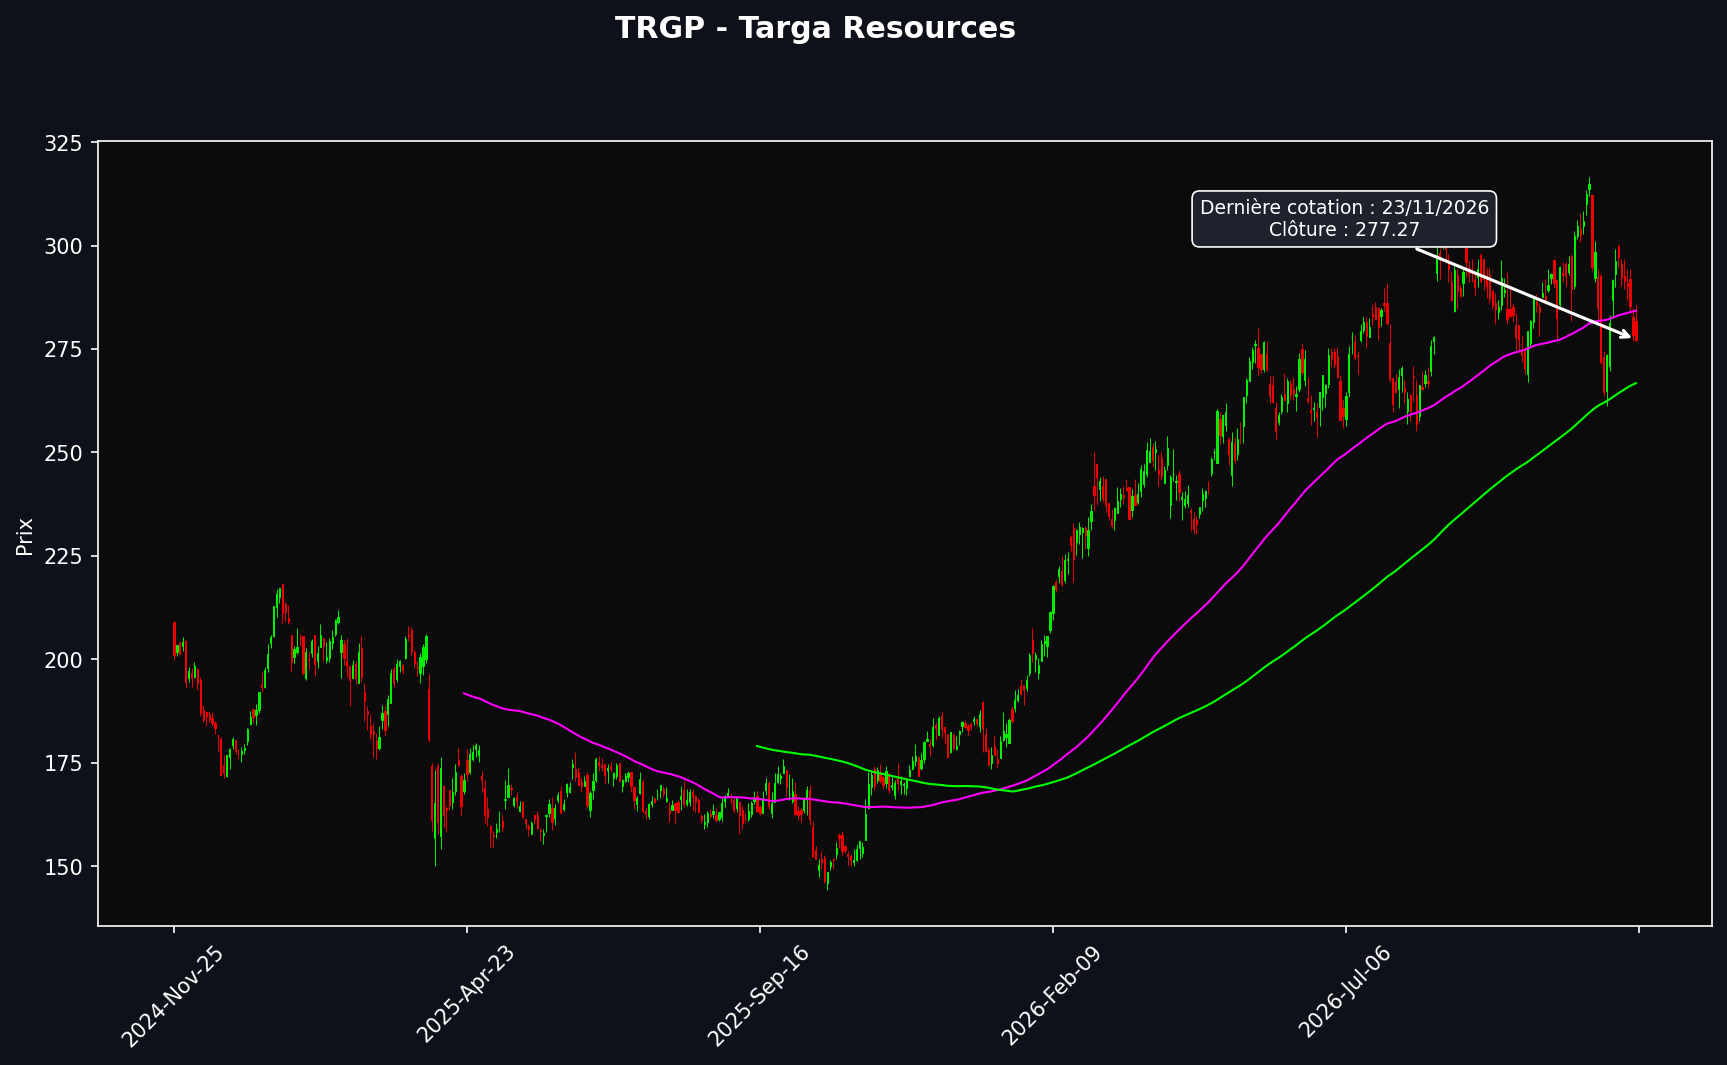 TRGP - Targa Resources
325
300
275
250
225
200
175
150
Prix
Dernière cotation : 23/11/2026
Clôture : 277.27
2024-Nov-25
2025-Apr-23
2025-Sep-16
2026-Feb-09
2026-Jul-06